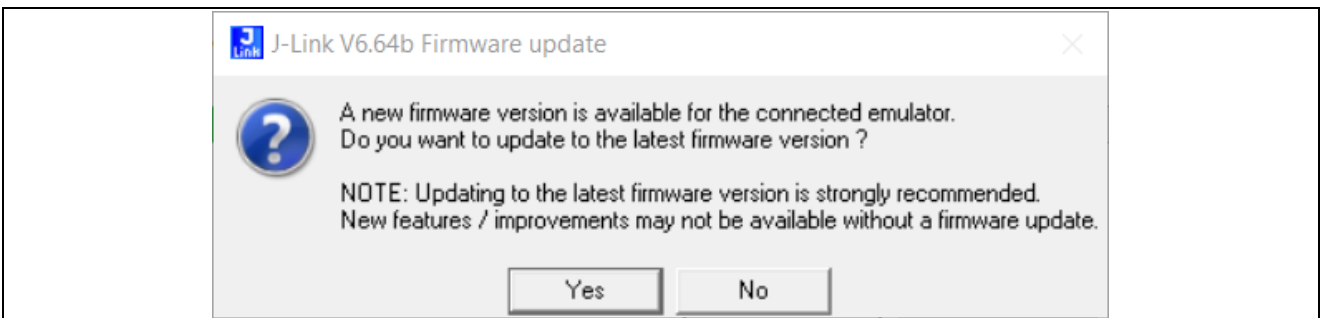 J Link J-Link V6.64b Firmware update
A new firmware version is available for the connected emulator.
Do you want to update to the latest firmware version ?
NOTE: Updating to the latest firmware version is strongly recommended.
New features / improvements may not be available without a firmware update.
Yes No